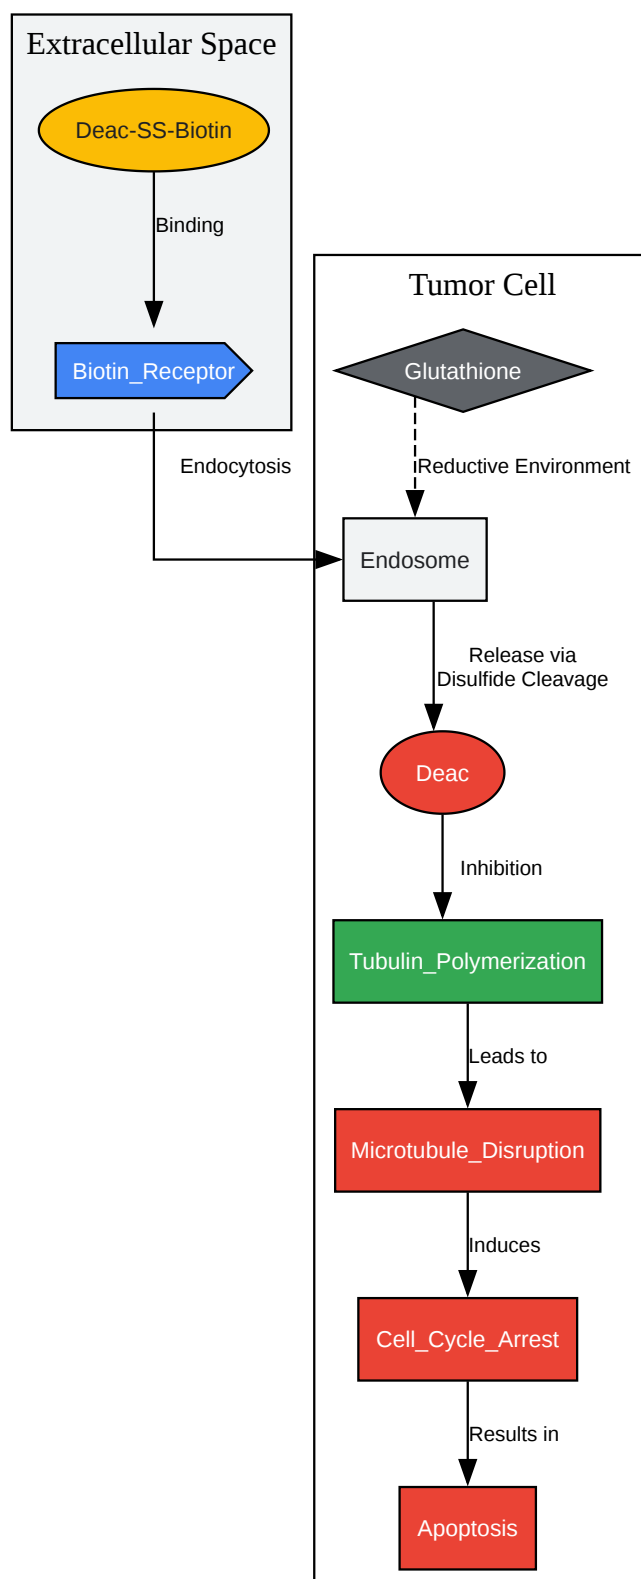 Extracellular Space
Deac-SS-Biotin
Binding
Biotin_Receptor
Endocytosis
Tumor Cell
Glutathione
Reductive Environment
Endosome
Release via
Disulfide Cleavage
Deac
Inhibition
Tubulin_Polymerization
Leads to
Microtubule_Disruption
Induces
Cell_Cycle_Arrest
Results in
Apoptosis